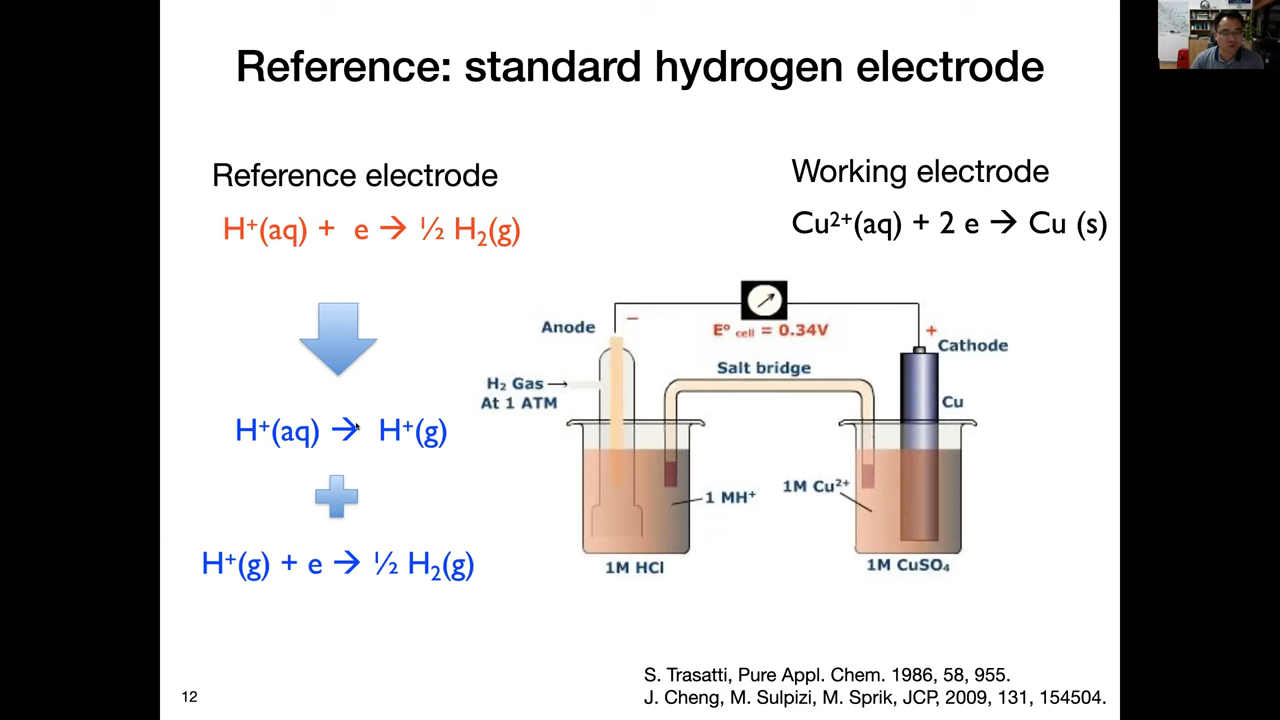 Reference: standard hydrogen electrode
Reference electrode
H⁺(aq) + e → ½ H₂(g)
Working electrode
Cu²⁺(aq) + 2 e → Cu (s)
H⁺(aq) → H⁺(g)
H⁺(g) + e → ½ H₂(g)
Anode
−
E° cell = 0.34V
+
Cathode
Salt bridge
H₂ Gas →
At 1 ATM
Cu
1 MH⁺
1M Cu²⁺
1M HCl
1M CuSO₄
S. Trasatti, Pure Appl. Chem. 1986, 58, 955.
J. Cheng, M. Sulpizi, M. Sprik, JCP, 2009, 131, 154504.
12